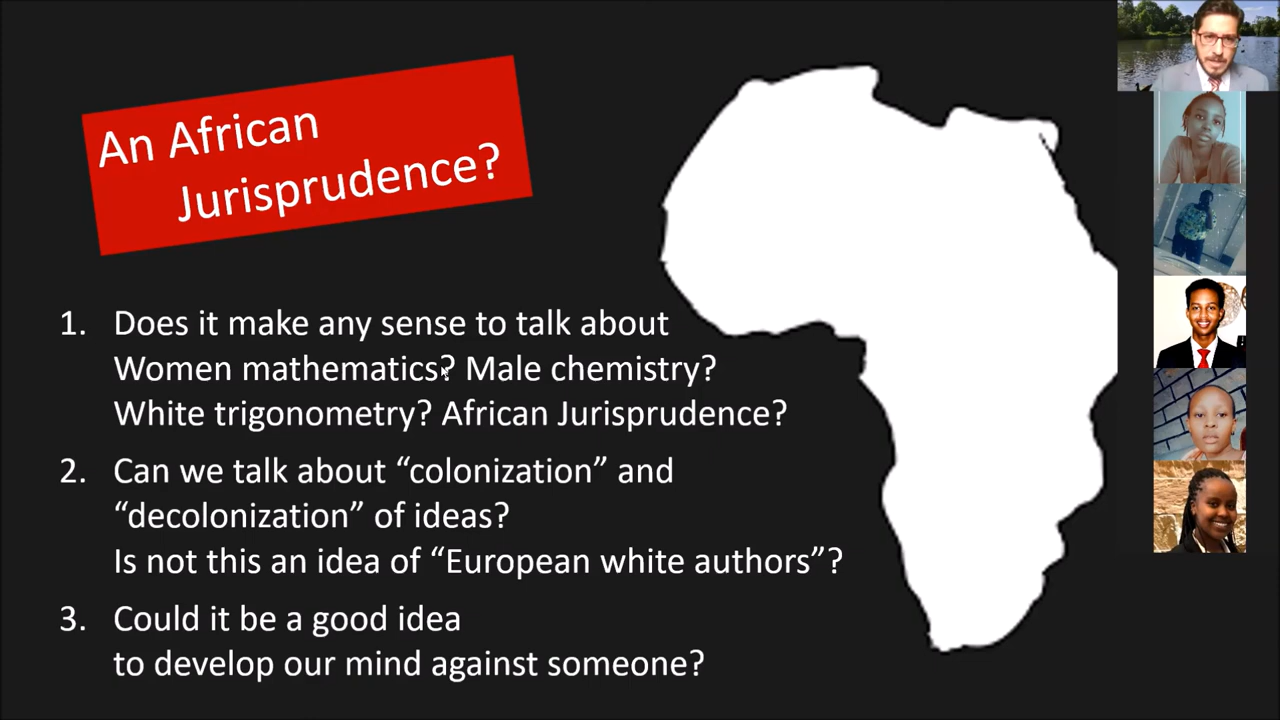 An African
Jurisprudence?
1. Does it make any sense to talk about
Women mathematics? Male chemistry?
White trigonometry? African Jurisprudence?
2. Can we talk about “colonization” and
“decolonization” of ideas?
Is not this an idea of “European white authors”?
3. Could it be a good idea
to develop our mind against someone?